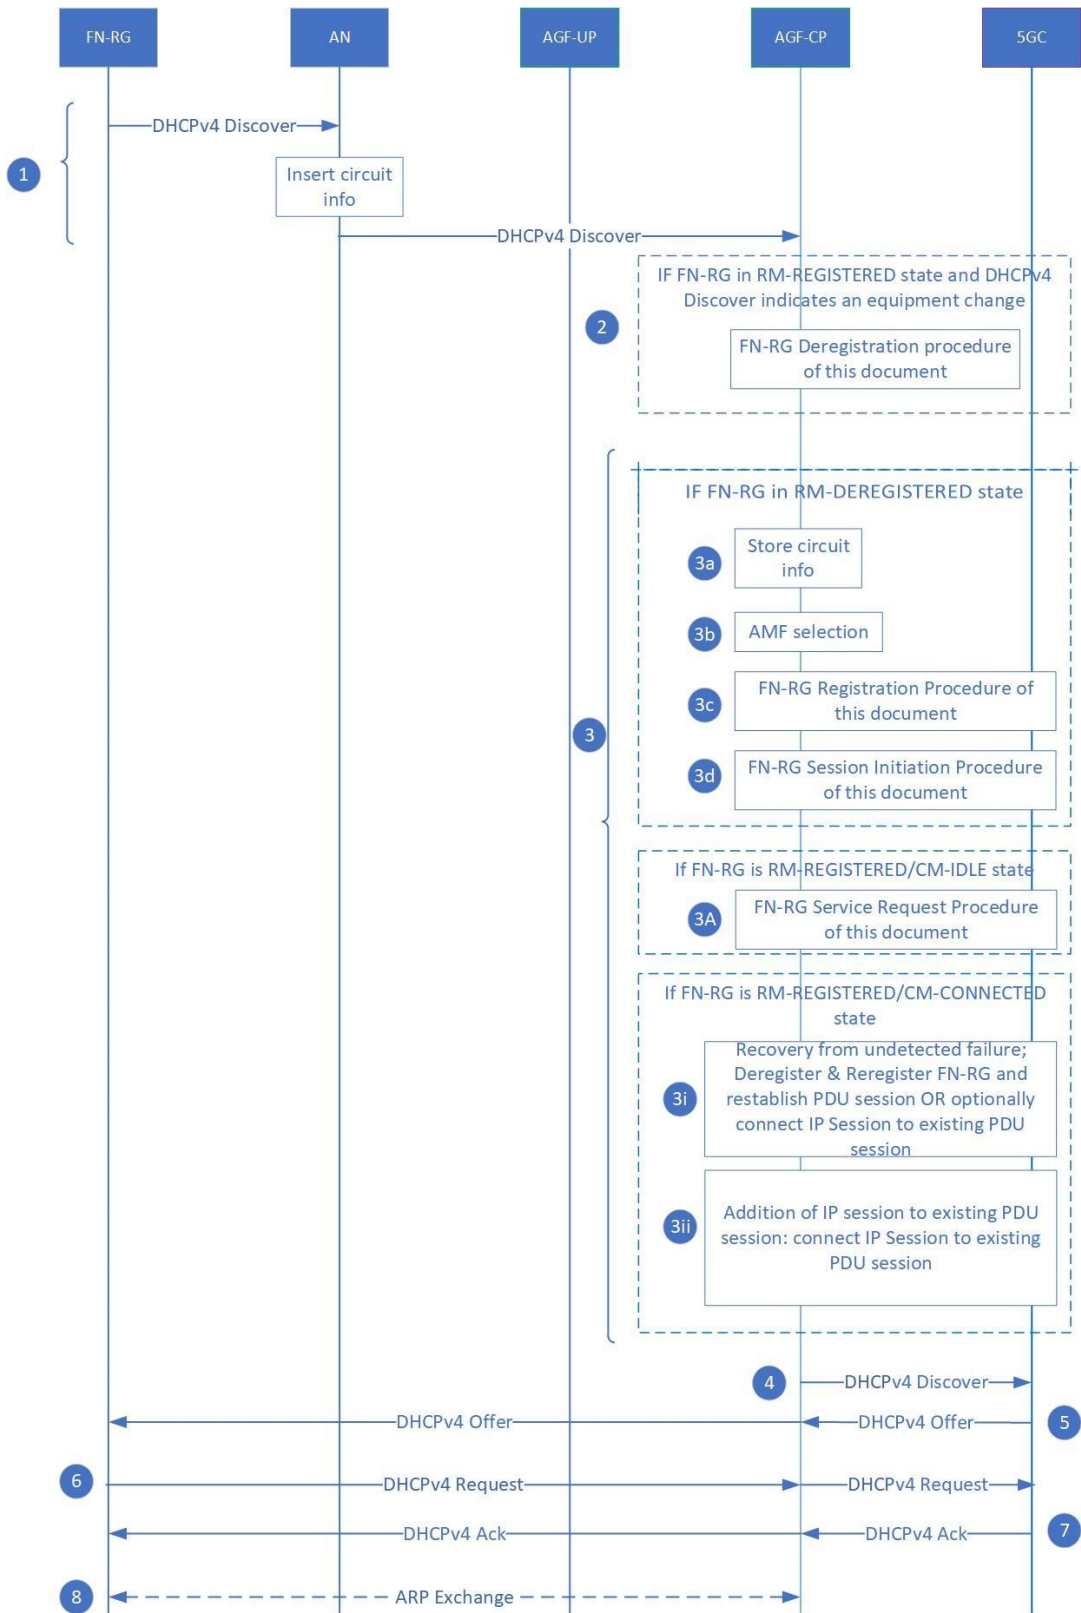 FN-RG
AN
AGF-UP
AGF-CP
5GC
DHCPv4 Discover
1
Insert circuit
info
DHCPv4 Discover
IF FN-RG in RM-REGISTERED state and DHCPv4
Discover indicates an equipment change
2
FN-RG Deregistration procedure
of this document
3
IF FN-RG in RM-DEREGISTERED state
3a
Store circuit
info
3b
AMF selection
3c
FN-RG Registration Procedure of
this document
3d
FN-RG Session Initiation Procedure
of this document
If FN-RG is RM-REGISTERED/CM-IDLE state
3A
FN-RG Service Request Procedure
of this document
If FN-RG is RM-REGISTERED/CM-CONNECTED
state
3i
Recovery from undetected failure;
Deregister & Reregister FN-RG and
restablish PDU session OR optionally
connect IP Session to existing PDU
session
3ii
Addition of IP session to existing PDU
session: connect IP Session to existing
PDU session
4
DHCPv4 Discover
DHCPv4 Offer
DHCPv4 Offer
5
6
DHCPv4 Request
DHCPv4 Request
DHCPv4 Ack
DHCPv4 Ack
7
8
ARP Exchange